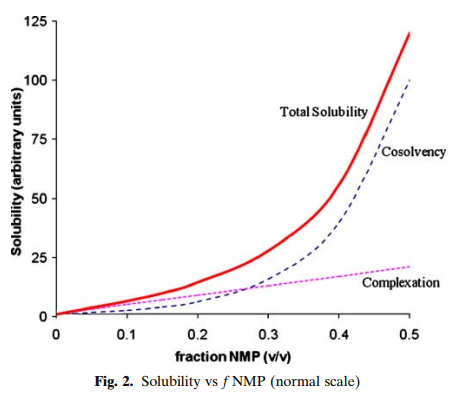 125
100
75
50
25
0
Solubility (arbitrary units)
Total Solubility
Cosolvency
Complexation
0
0.1
0.2
0.3
0.4
0.5
fraction NMP (v/v)
Fig. 2. Solubility vs f NMP (normal scale)